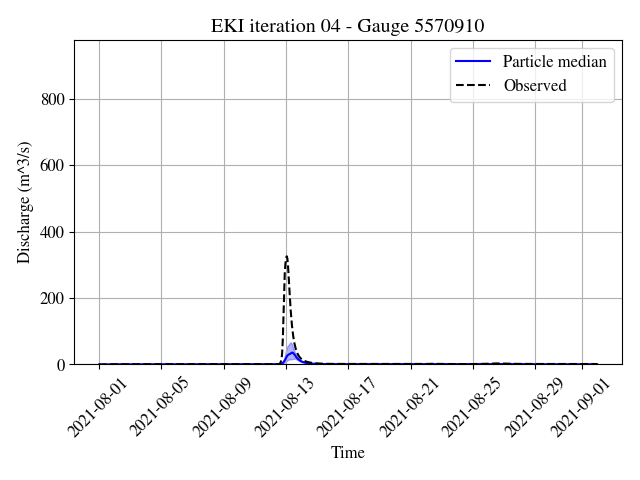 EKI iteration 04 - Gauge 5570910
Particle median
Observed
Discharge (m^3/s)
800
600
400
200
0
2021-08-01
2021-08-05
2021-08-09
2021-08-13
2021-08-17
2021-08-21
2021-08-25
2021-08-29
2021-09-01
Time